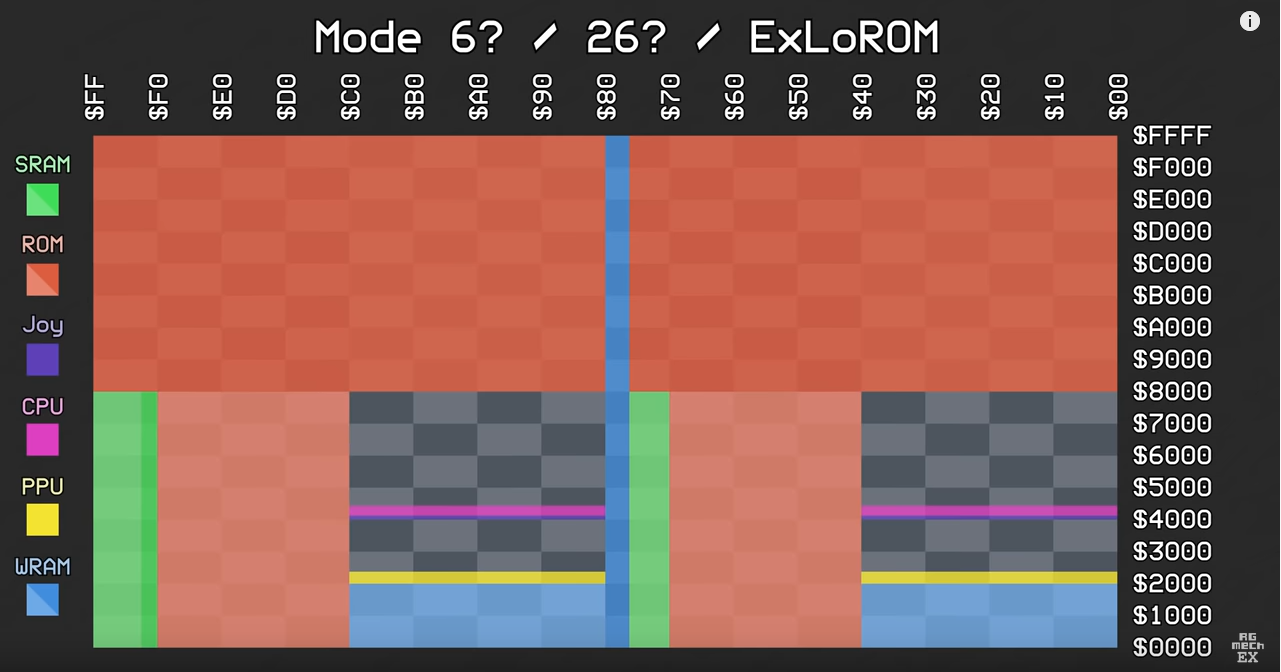 Mode 6? / 26? / ExLoROM
i
$FF $F0 $E0 $D0 $C0 $B0 $A0 $90 $80 $70 $60 $50 $40 $30 $20 $10 $00
$FFFF
SRAM
$F000
$E000
ROM
$D000
$C000
$B000
Joy
$A000
$9000
$8000
CPU
$7000
$6000
PPU
$5000
$4000
$3000
WRAM
$2000
$1000
$0000
RG
mech
EX